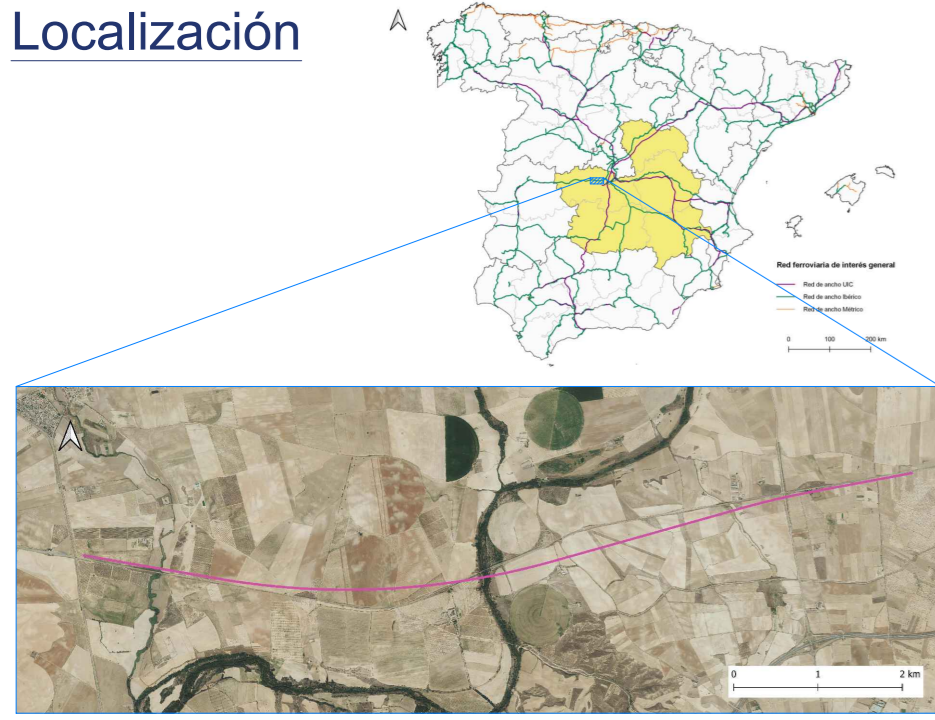 Localización
Red ferroviaria de interés general
Red de ancho UIC
Red de ancho Ibérico
Red de ancho Métrico
0 100 200 km
0 1 2 km